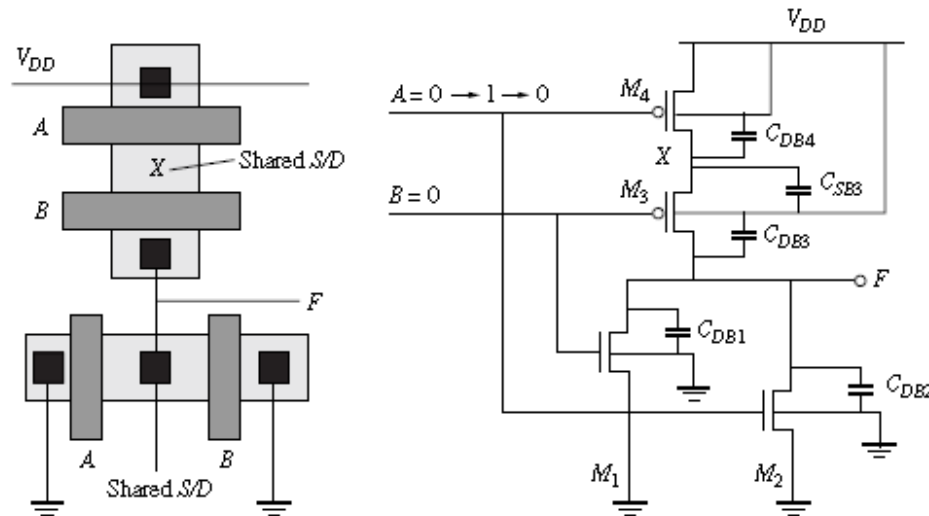 V_DD
A
X
Shared S/D
B
F
A
B
Shared S/D
V_DD
A = 0 → 1 → 0
M_4
C_DB4
X
C_SB3
B = 0
M_3
C_DB3
F
C_DB1
C_DB2
M_1
M_2